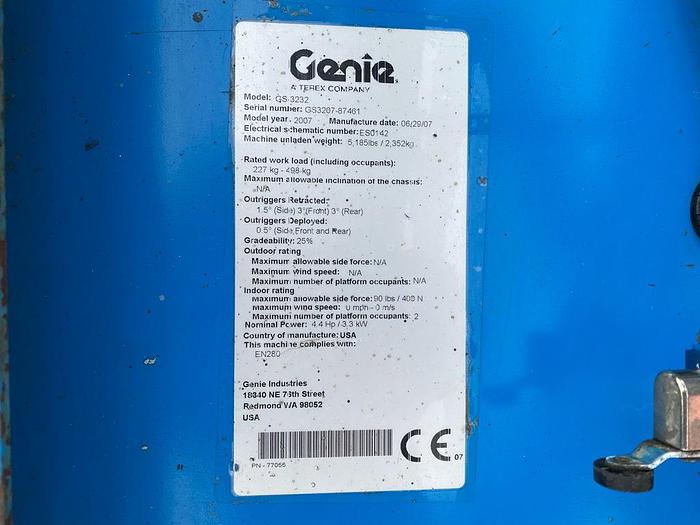 Genie
A TEREX COMPANY
Model: GS-3232
Serial number: GS3207-87461
Model year: 2007 Manufacture date: 06/29/07
Electrical schematic number: ES0142
Machine unladen weight: 5,185lbs / 2,352kg
Rated work load (including occupants):
227 kg - 498 kg
Maximum allowable inclination of the chassis:
N/A
Outriggers Retracted:
1.5° (Side) 3°(Front) 3° (Rear)
Outriggers Deployed:
0.5° (Side,Front and Rear)
Gradeability: 25%
Outdoor rating
Maximum allowable side force: N/A
Maximum wind speed: N/A
Maximum number of platform occupants: N/A
Indoor rating
Maximum allowable side force: 90 lbs / 400 N
Maximum wind speed: 0 mph - 0 m/s
Maximum number of platform occupants: 2
Nominal Power: 4.4 Hp / 3.3 kW
Country of manufacture: USA
This machine complies with:
EN280
Genie Industries
18340 NE 76th Street
Redmond WA 98052
USA
PN - 77055
CE 07